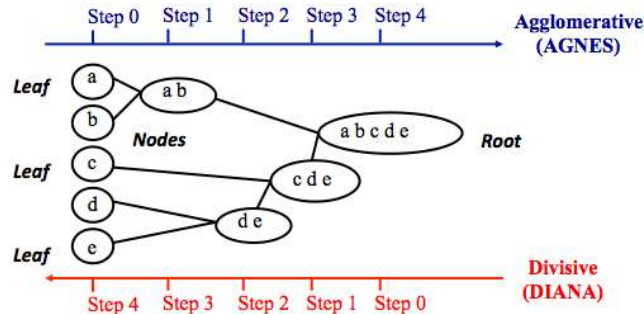 Step 0 Step 1 Step 2 Step 3 Step 4
Agglomerative
(AGNES)
Leaf
a
a b
b
Nodes
a b c d e
Root
Leaf
c
c d e
d
d e
Leaf
e
Divisive
(DIANA)
Step 4 Step 3 Step 2 Step 1 Step 0